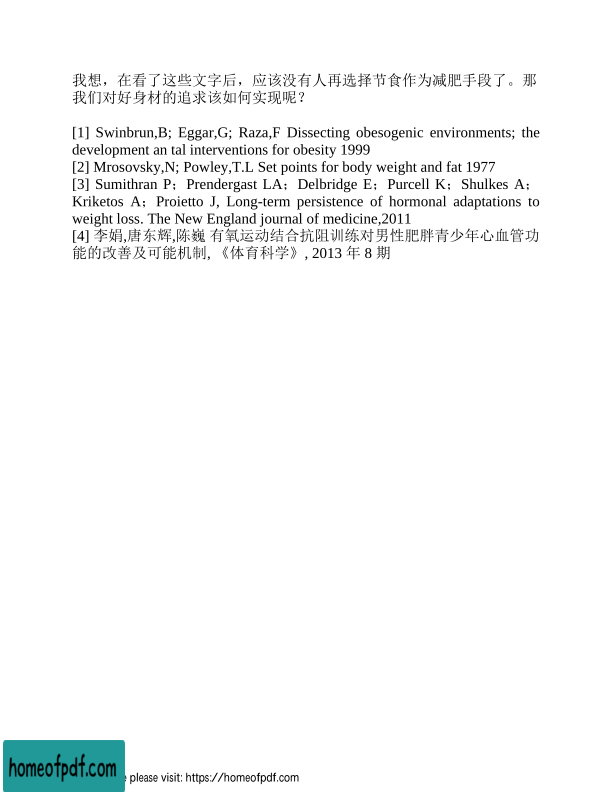 我想，在看了这些文字后，应该没有人再选择节食作为减肥手段了。那
我们对好身材的追求该如何实现呢？
[1] Swinbrun,B; Eggar,G; Raza,F Dissecting obesogenic environments; the
development an tal interventions for obesity 1999
[2] Mrosovsky,N; Powley,T.L Set points for body weight and fat 1977
[3] Sumithran P；Prendergast LA；Delbridge E；Purcell K；Shulkes A；
Kriketos A；Proietto J, Long-term persistence of hormonal adaptations to
weight loss. The New England journal of medicine,2011
[4] 李娟,唐东辉,陈巍 有氧运动结合抗阻训练对男性肥胖青少年心血管功
能的改善及可能机制, 《体育科学》, 2013 年 8 期
homeofpdf.com
e please visit: https://homeofpdf.com